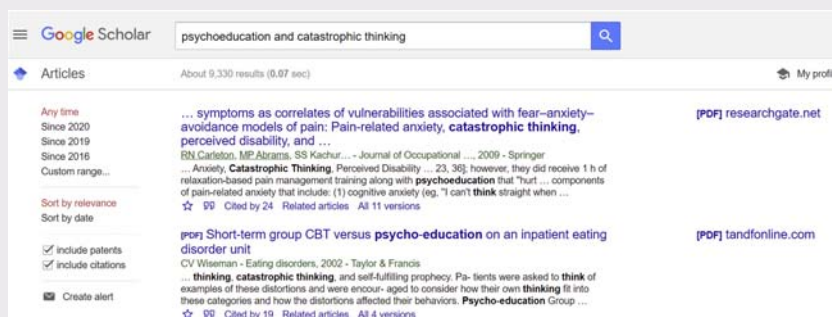 Google Scholar
psychoeducation and catastrophic thinking
Articles
About 9,330 results (0.07 sec)
My profi
Any time
Since 2020
Since 2019
Since 2016
Custom range...
Sort by relevance
Sort by date
include patents
include citations
Create alert
... symptoms as correlates of vulnerabilities associated with fear–anxiety–
avoidance models of pain: Pain-related anxiety, catastrophic thinking,
perceived disability, and ...
RN Carleton, MP Abrams, SS Kachur... - Journal of Occupational ..., 2009 - Springer
... Anxiety, Catastrophic Thinking, Perceived Disability ... 23, 36]; however, they did receive 1 h of
relaxation-based pain management training along with psychoeducation that "hurt ... components
of pain-related anxiety that include: (1) cognitive anxiety (eg, "I can't think straight when ...
Cited by 24 Related articles All 11 versions
[PDF] researchgate.net
[PDF] Short-term group CBT versus psycho-education on an inpatient eating
disorder unit
CV Wiseman - Eating disorders, 2002 - Taylor & Francis
... thinking, catastrophic thinking, and self-fulfilling prophecy. Pa- tients were asked to think of
examples of these distortions and were encour- aged to consider how their own thinking fit into
these categories and how the distortions affected their behaviors. Psycho-education Group ...
Cited by 19 Related articles All 4 versions
[PDF] tandfonline.com